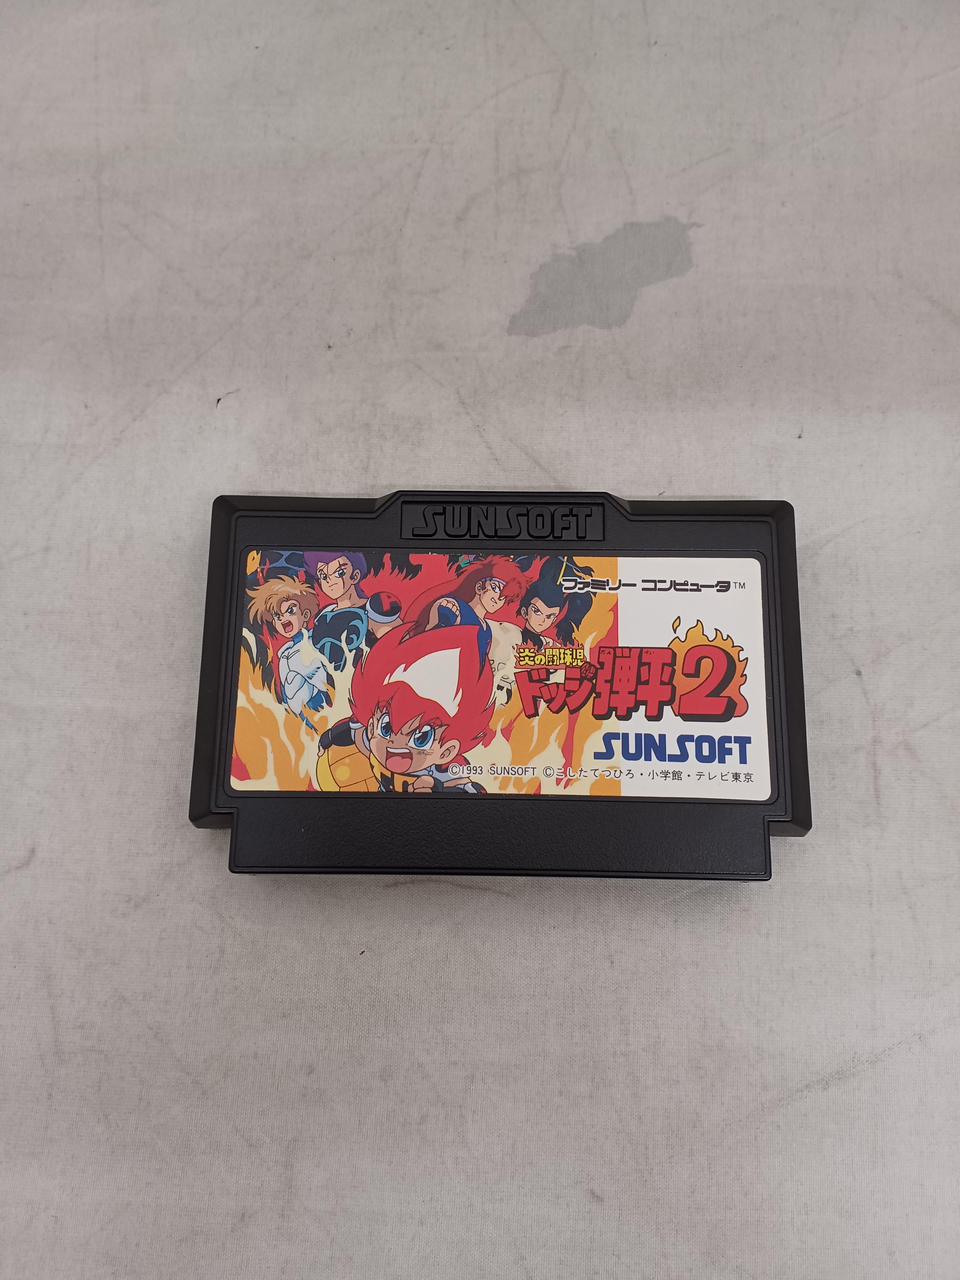 SUNSOFT
ファミリー コンピュータ™
炎の闘球児
ドッジ弾平2
SUNSOFT
©1993 SUNSOFT ©こしたてつひろ・小学館・テレビ東京